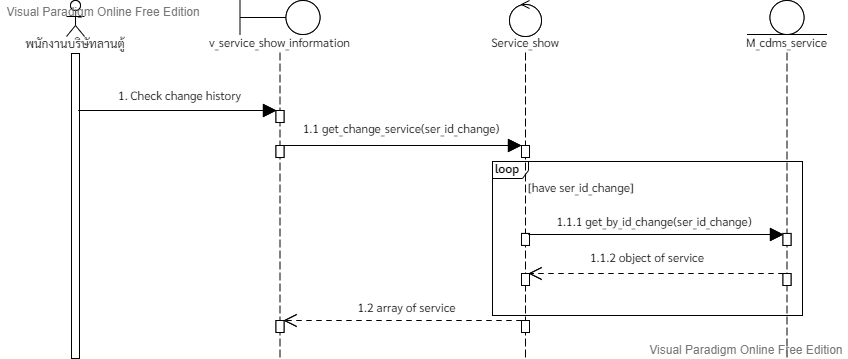 Visual Paradigm Online Free Edition
พนักงานบริษัทลานตู้
v_service_show_information
Service_show
M_cdms_service
1. Check change history
1.1 get_change_service(ser_id_change)
loop
[have ser_id_change]
1.1.1 get_by_id_change(ser_id_change)
1.1.2 object of service
1.2 array of service
Visual Paradigm Online Free Edition